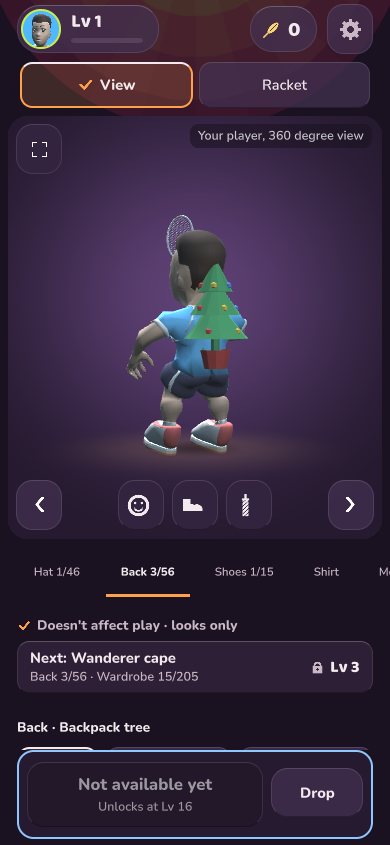 Lv 1
0
View
Racket
Your player, 360 degree view
Hat 1/46
Back 3/56
Shoes 1/15
Shirt
Doesn't affect play · looks only
Next: Wanderer cape
Back 3/56 · Wardrobe 15/205
Lv 3
Back · Backpack tree
Not available yet
Unlocks at Lv 16
Drop